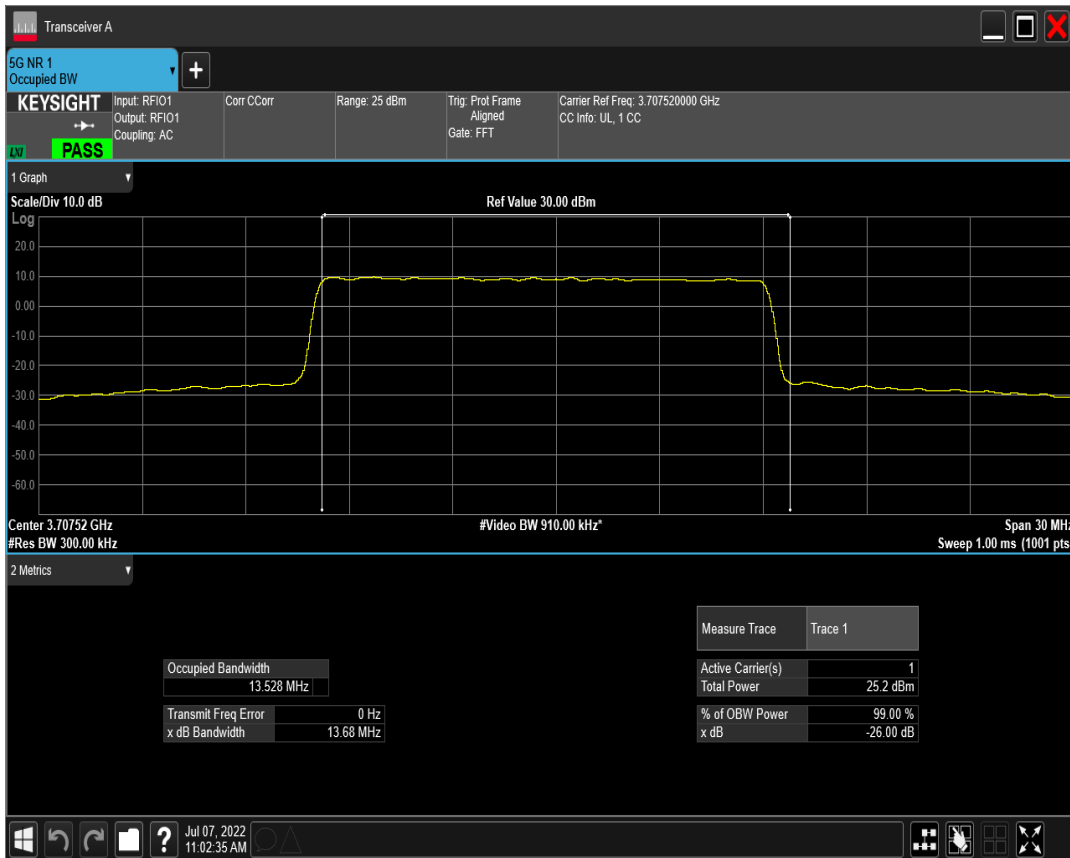 Transceiver A
5G NR 1
Occupied BW
KEYSIGHT
LXI
PASS
Input: RFIO1
Output: RFIO1
Coupling: AC
Corr CCorr
Range: 25 dBm
Trig: Prot Frame
Aligned
Gate: FFT
Carrier Ref Freq: 3.707520000 GHz
CC Info: UL, 1 CC
1 Graph
Scale/Div 10.0 dB
Ref Value 30.00 dBm
Log
20.0
10.0
0.00
-10.0
-20.0
-30.0
-40.0
-50.0
-60.0
Center 3.70752 GHz
#Video BW 910.00 kHz*
Span 30 MHz
#Res BW 300.00 kHz
Sweep 1.00 ms (1001 pts
2 Metrics
Measure Trace
Trace 1
Occupied Bandwidth
13.528 MHz
Active Carrier(s) 1
Total Power 25.2 dBm
Transmit Freq Error 0 Hz
x dB Bandwidth 13.68 MHz
% of OBW Power 99.00 %
x dB -26.00 dB
?
Jul 07, 2022
11:02:35 AM